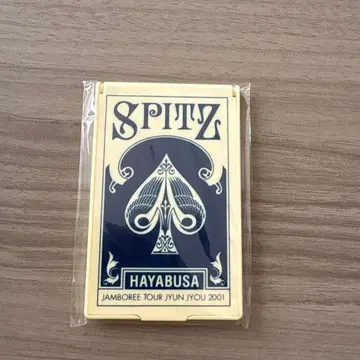 SPITZ
HAYABUSA
JAMBOREE TOUR JYUN JYOU 2001